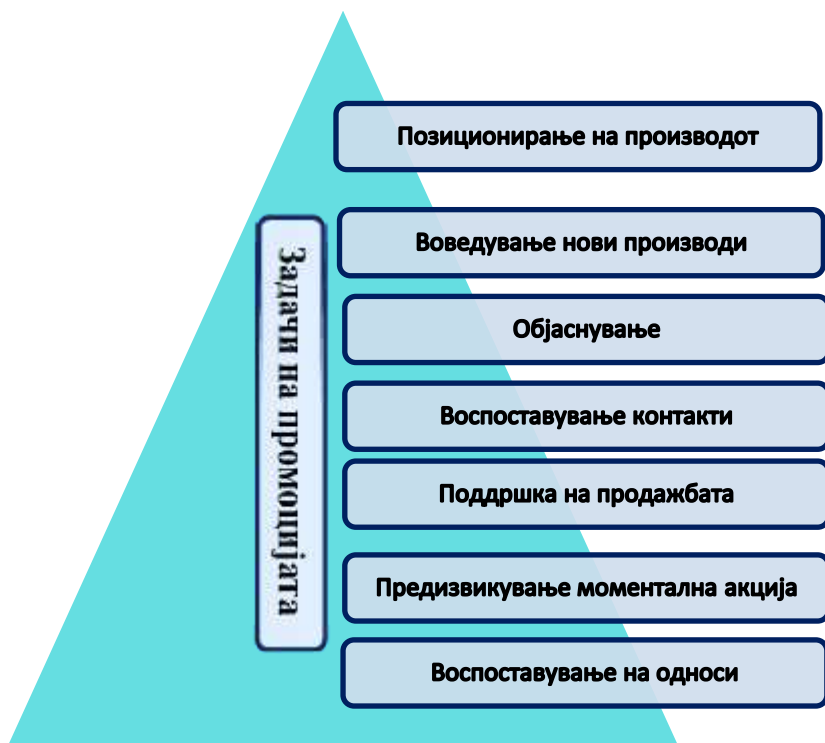 Позиционирање на производот
Воведување нови производи
Задачи на промоцијата
Објаснување
Воспоставување контакти
Поддршка на продажбата
Предизвикување моментална акција
Воспоставување на односи